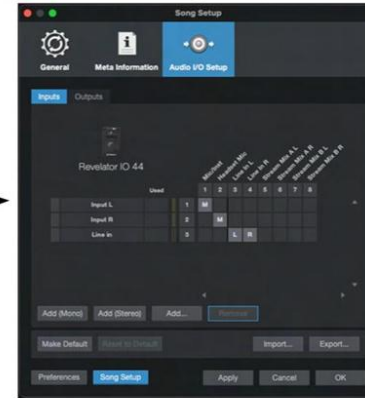 Song Setup
General
Meta Information
Audio I/O Setup
Inputs
Outputs
Revelator IO 44
Mic/Inst
Headset Mic
Line In L
Line In R
Stream Mix A L
Stream Mix A R
Stream Mix B L
Stream Mix B R
Used
1 2 3 4 5 6 7 8
Input L 1 M
Input R 2 M
Line in 3 L R
Add (Mono)
Add (Stereo)
Add...
Remove
Make Default
Reset to Default
Import...
Export...
Preferences
Song Setup
Apply
Cancel
OK